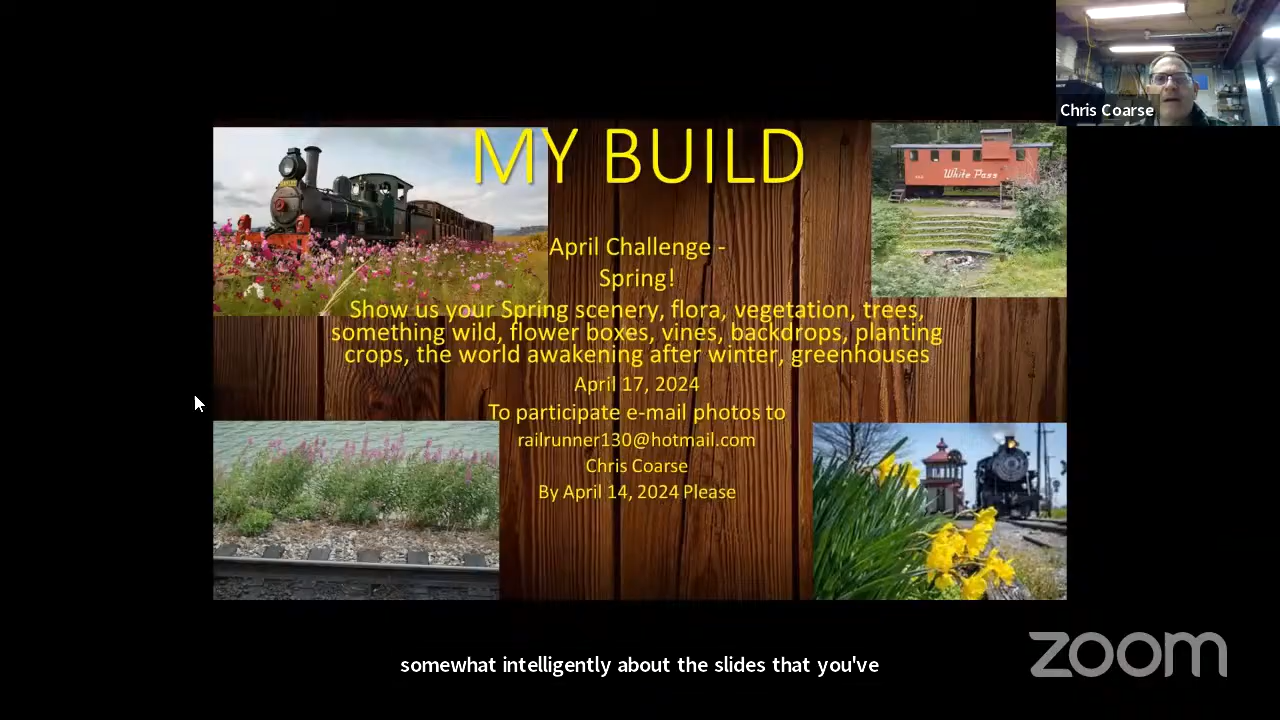 Chris Coarse
MY BUILD
White Pass
April Challenge -
Spring!
Show us your Spring scenery, flora, vegetation, trees,
something wild, flower boxes, vines, backdrops, planting
crops, the world awakening after winter, greenhouses
April 17, 2024
To participate e-mail photos to
railrunner130@hotmail.com
Chris Coarse
By April 14, 2024 Please
zoom
somewhat intelligently about the slides that you've